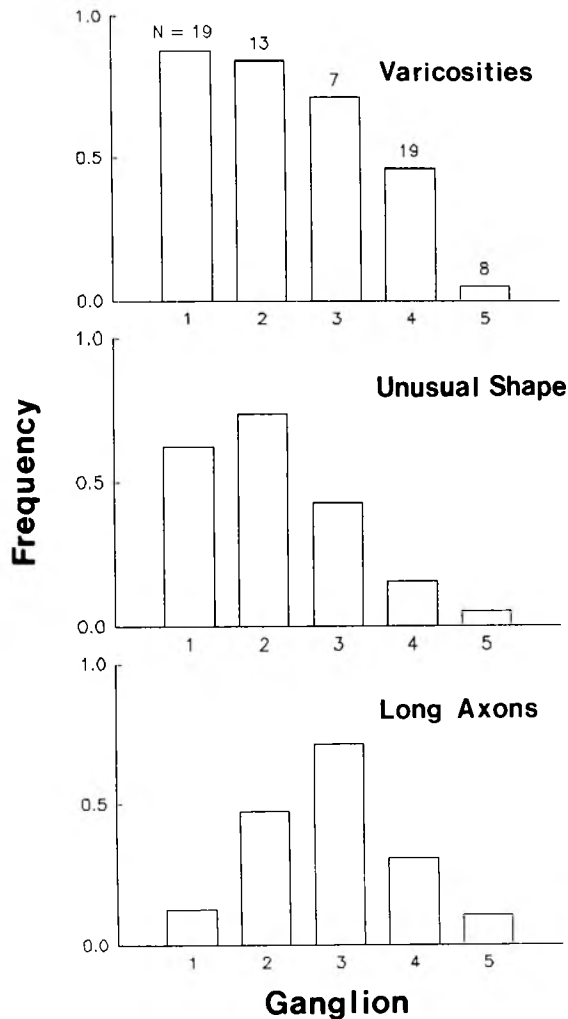 1.0
N = 19
13
7
19
8
Varicosities
0.5
0.0
1 2 3 4 5
1.0
Unusual Shape
0.5
0.0
1 2 3 4 5
1.0
Long Axons
0.5
0.0
1 2 3 4 5
Frequency
Ganglion